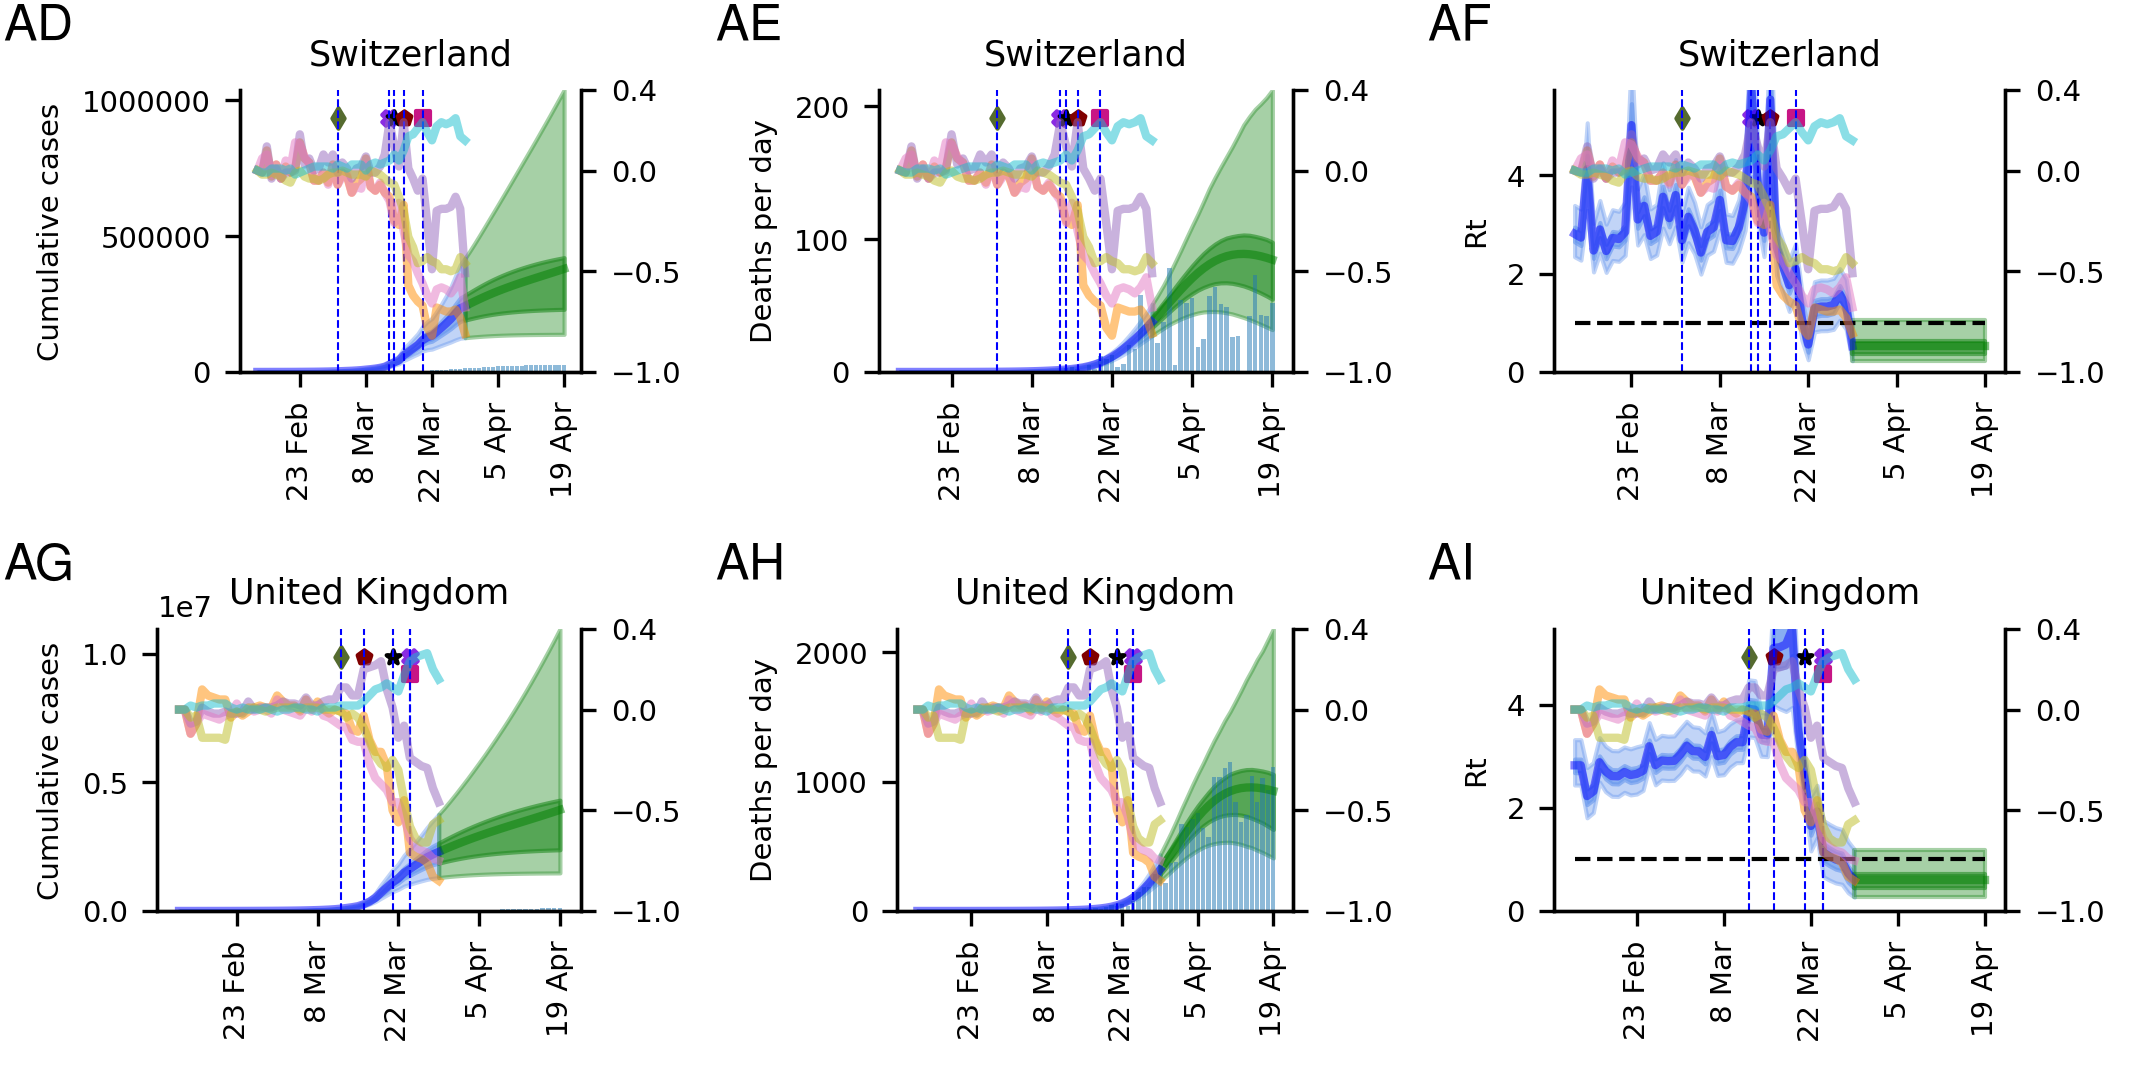 AD
Switzerland
Cumulative cases
1000000
500000
0
0.4
0.0
−0.5
−1.0
23 Feb
8 Mar
22 Mar
5 Apr
19 Apr
AE
Switzerland
Deaths per day
200
100
0
0.4
0.0
−0.5
−1.0
23 Feb
8 Mar
22 Mar
5 Apr
19 Apr
AF
Switzerland
Rt
4
2
0
0.4
0.0
−0.5
−1.0
23 Feb
8 Mar
22 Mar
5 Apr
19 Apr
AG
United Kingdom
1e7
Cumulative cases
1.0
0.5
0.0
0.4
0.0
−0.5
−1.0
23 Feb
8 Mar
22 Mar
5 Apr
19 Apr
AH
United Kingdom
Deaths per day
2000
1000
0
0.4
0.0
−0.5
−1.0
23 Feb
8 Mar
22 Mar
5 Apr
19 Apr
AI
United Kingdom
Rt
4
2
0
0.4
0.0
−0.5
−1.0
23 Feb
8 Mar
22 Mar
5 Apr
19 Apr